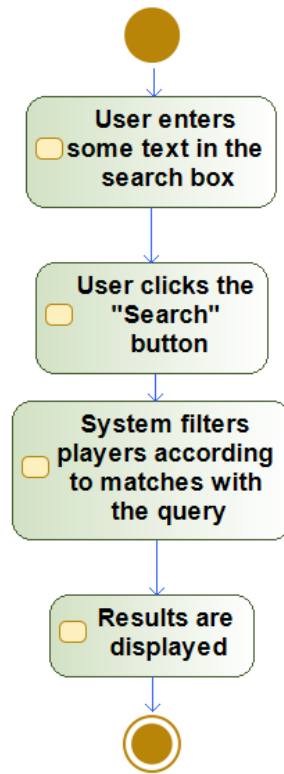 User enters
some text in the
search box
User clicks the
"Search"
button
System filters
players according
to matches with
the query
Results are
displayed